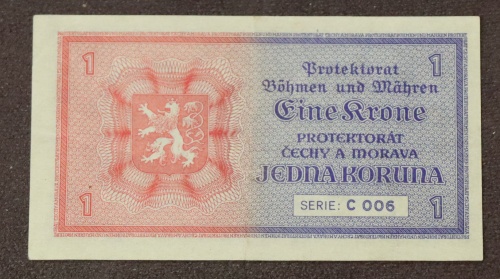 1
Protektorat
Böhmen und Mähren
Eine Krone
PROTEKTORÁT
ČECHY A MORAVA
JEDNA KORUNA
SERIE: C 006
1
1
1